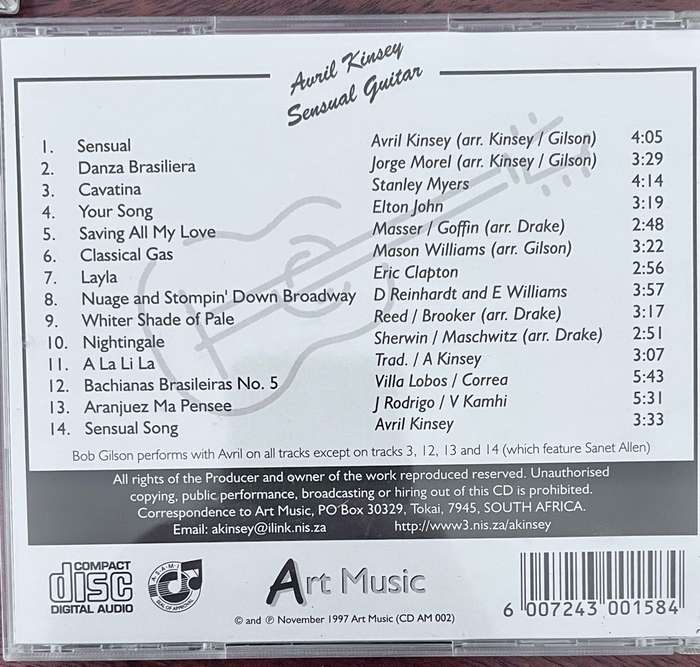 Avril Kinsey
Sensual Guitar
1. Sensual Avril Kinsey (arr. Kinsey / Gilson) 4:05
2. Danza Brasiliera Jorge Morel (arr. Kinsey / Gilson) 3:29
3. Cavatina Stanley Myers 4:14
4. Your Song Elton John 3:19
5. Saving All My Love Masser / Goffin (arr. Drake) 2:48
6. Classical Gas Mason Williams (arr. Gilson) 3:22
7. Layla Eric Clapton 2:56
8. Nuage and Stompin' Down Broadway D Reinhardt and E Williams 3:57
9. Whiter Shade of Pale Reed / Brooker (arr. Drake) 3:17
10. Nightingale Sherwin / Maschwitz (arr. Drake) 2:51
11. A La Li La Trad. / A Kinsey 3:07
12. Bachianas Brasileiras No. 5 Villa Lobos / Correa 5:43
13. Aranjuez Ma Pensee J Rodrigo / V Kamhi 5:31
14. Sensual Song Avril Kinsey 3:33
Bob Gilson performs with Avril on all tracks except on tracks 3, 12, 13 and 14 (which feature Sanet Allen)
All rights of the Producer and owner of the work reproduced reserved. Unauthorised
copying, public performance, broadcasting or hiring out of this CD is prohibited.
Correspondence to Art Music, PO Box 30329, Tokai, 7945, SOUTH AFRICA.
Email: akinsey@ilink.nis.za http://www3.nis.za/akinsey
COMPACT
disc
DIGITAL AUDIO
A.S.A.M.I
SEAL OF APPROVAL
Art Music
© and ℗ November 1997 Art Music (CD AM 002)
6 007243 001584